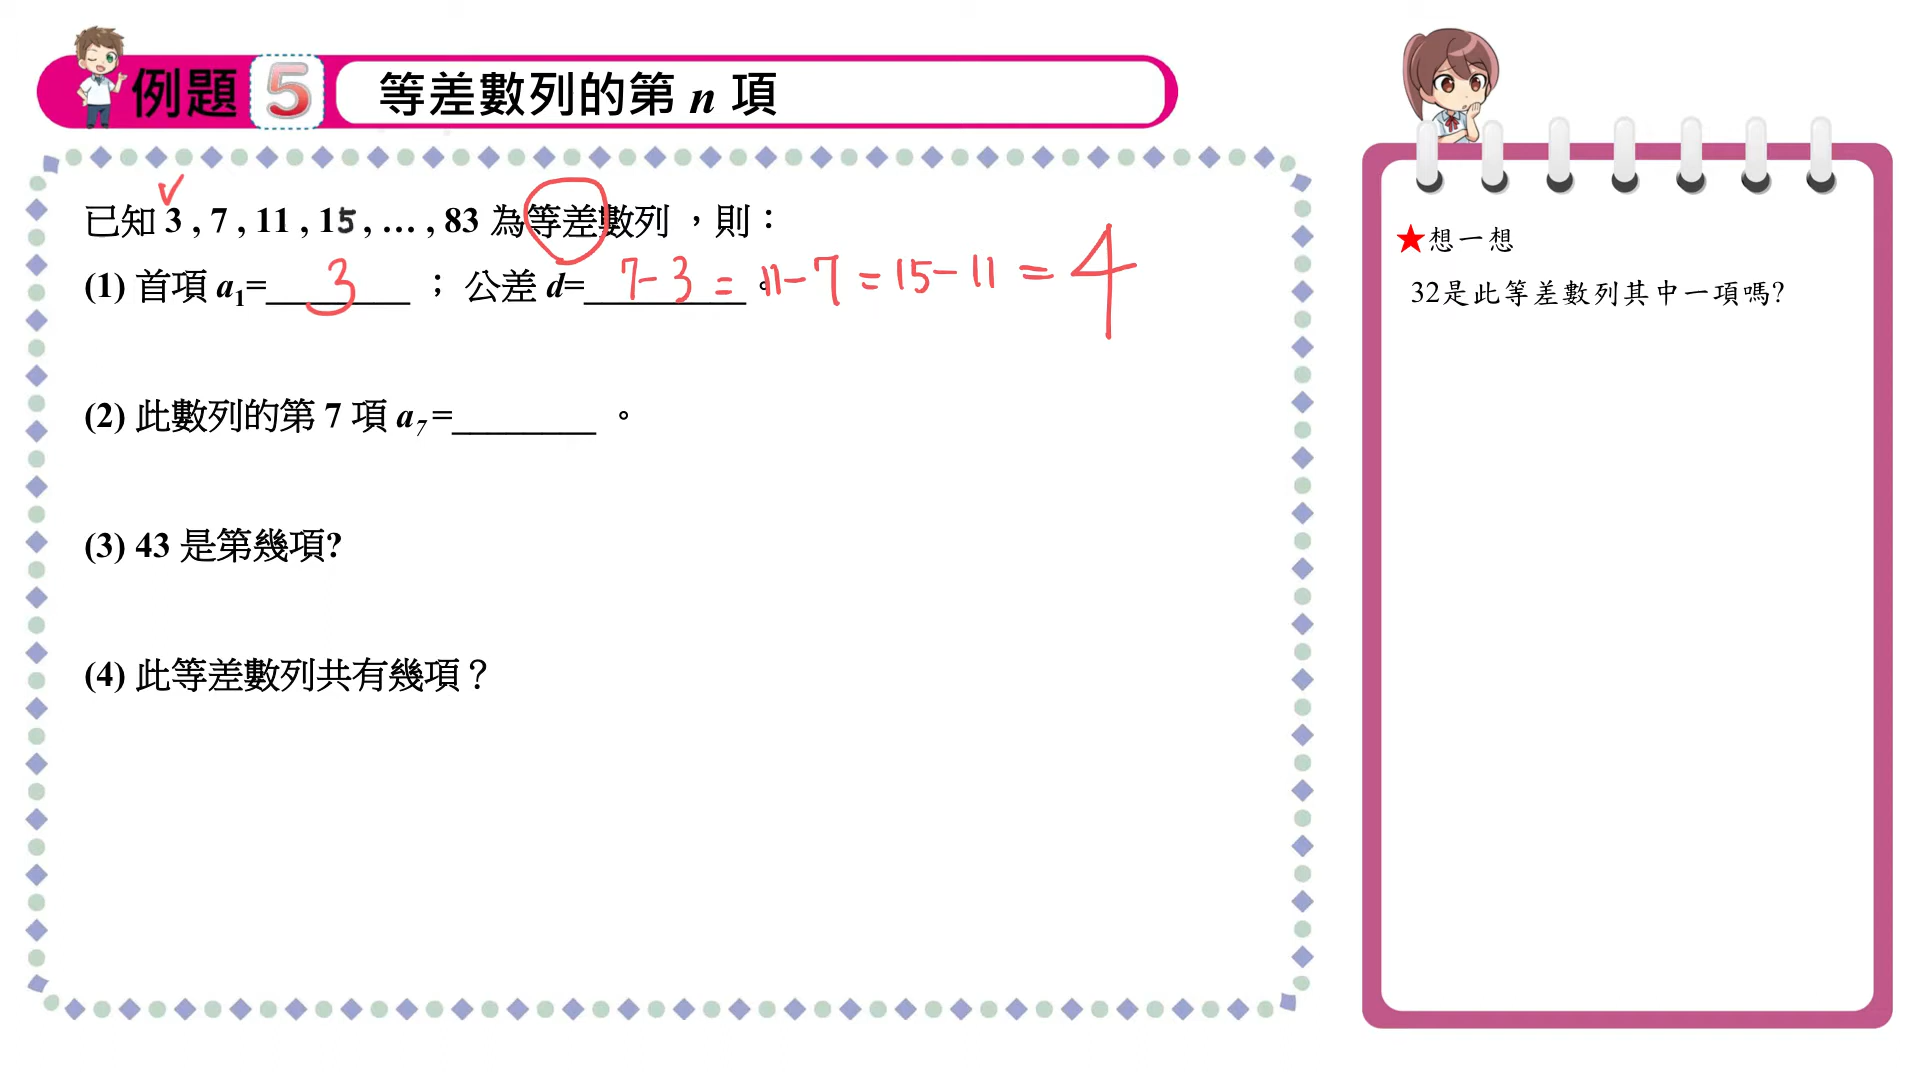 例題 5 等差數列的第 n 項
已知 3 , 7 , 11 , 15 , … , 83 為等差數列 ，則：
(1) 首項 a₁=________ ； 公差 d=_________ 。
3 7-3 = 11-7 = 15-11 = 4
(2) 此數列的第 7 項 a₇=________ 。
(3) 43 是第幾項?
(4) 此等差數列共有幾項？
★想一想
32是此等差數列其中一項嗎?